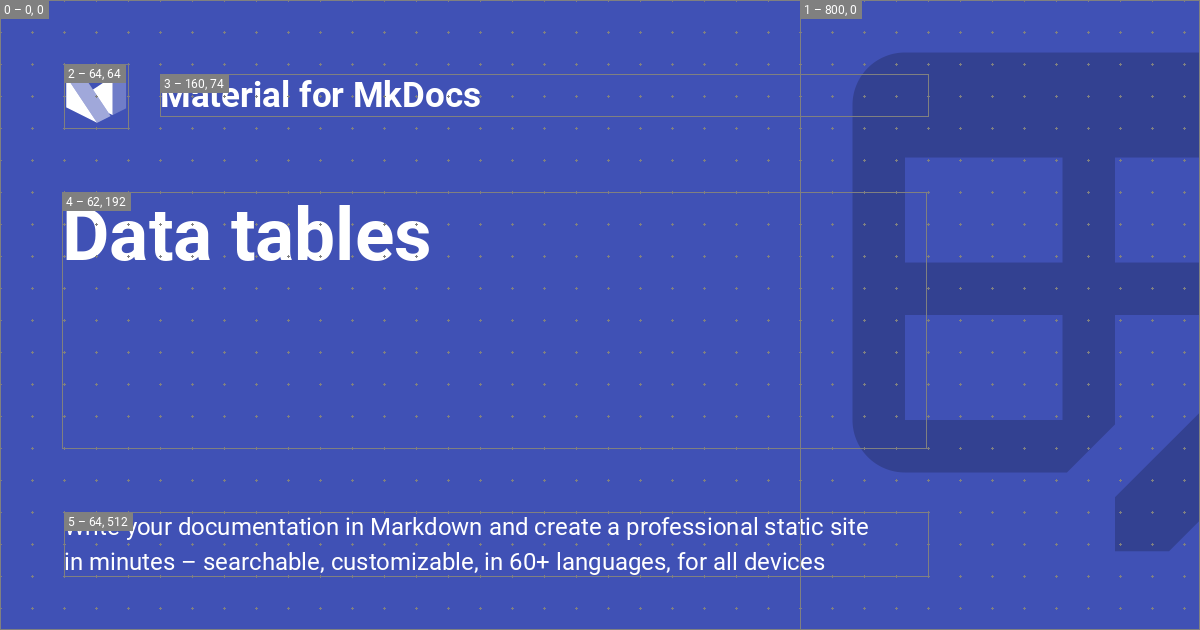 0 – 0, 0
1 – 800, 0
2 – 64, 64
3 – 160, 74
Material for MkDocs
4 – 62, 192
Data tables
5 – 64, 512
Write your documentation in Markdown and create a professional static site
in minutes – searchable, customizable, in 60+ languages, for all devices